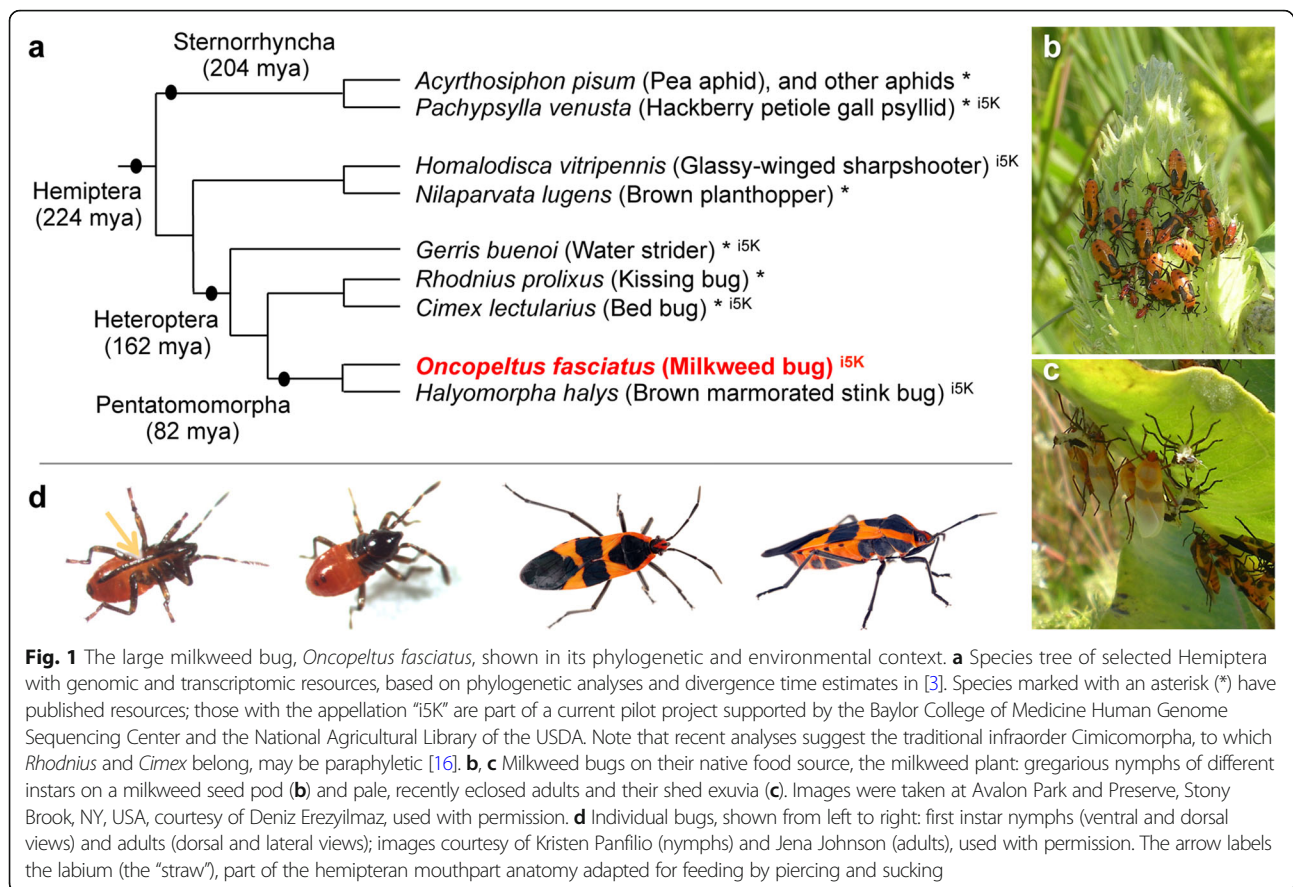 a
Sternorrhyncha
(204 mya)
Acyrthosiphon pisum (Pea aphid), and other aphids *
Pachypsylla venusta (Hackberry petiole gall psyllid) * i5K
Homalodisca vitripennis (Glassy-winged sharpshooter) i5K
Hemiptera
(224 mya)
Nilaparvata lugens (Brown planthopper) *
Gerris buenoi (Water strider) * i5K
Rhodnius prolixus (Kissing bug) *
Heteroptera
(162 mya)
Cimex lectularius (Bed bug) * i5K
Oncopeltus fasciatus (Milkweed bug) i5K
Halyomorpha halys (Brown marmorated stink bug) i5K
Pentatomomorpha
(82 mya)
b
c
d
Fig. 1 The large milkweed bug, Oncopeltus fasciatus, shown in its phylogenetic and environmental context. a Species tree of selected Hemiptera
with genomic and transcriptomic resources, based on phylogenetic analyses and divergence time estimates in [3]. Species marked with an asterisk (*) have
published resources; those with the appellation “i5K” are part of a current pilot project supported by the Baylor College of Medicine Human Genome
Sequencing Center and the National Agricultural Library of the USDA. Note that recent analyses suggest the traditional infraorder Cimicomorpha, to which
Rhodnius and Cimex belong, may be paraphyletic [16]. b, c Milkweed bugs on their native food source, the milkweed plant: gregarious nymphs of different
instars on a milkweed seed pod (b) and pale, recently eclosed adults and their shed exuvia (c). Images were taken at Avalon Park and Preserve, Stony
Brook, NY, USA, courtesy of Deniz Erezyilmaz, used with permission. d Individual bugs, shown from left to right: first instar nymphs (ventral and dorsal
views) and adults (dorsal and lateral views); images courtesy of Kristen Panfilio (nymphs) and Jena Johnson (adults), used with permission. The arrow labels
the labium (the “straw”), part of the hemipteran mouthpart anatomy adapted for feeding by piercing and sucking